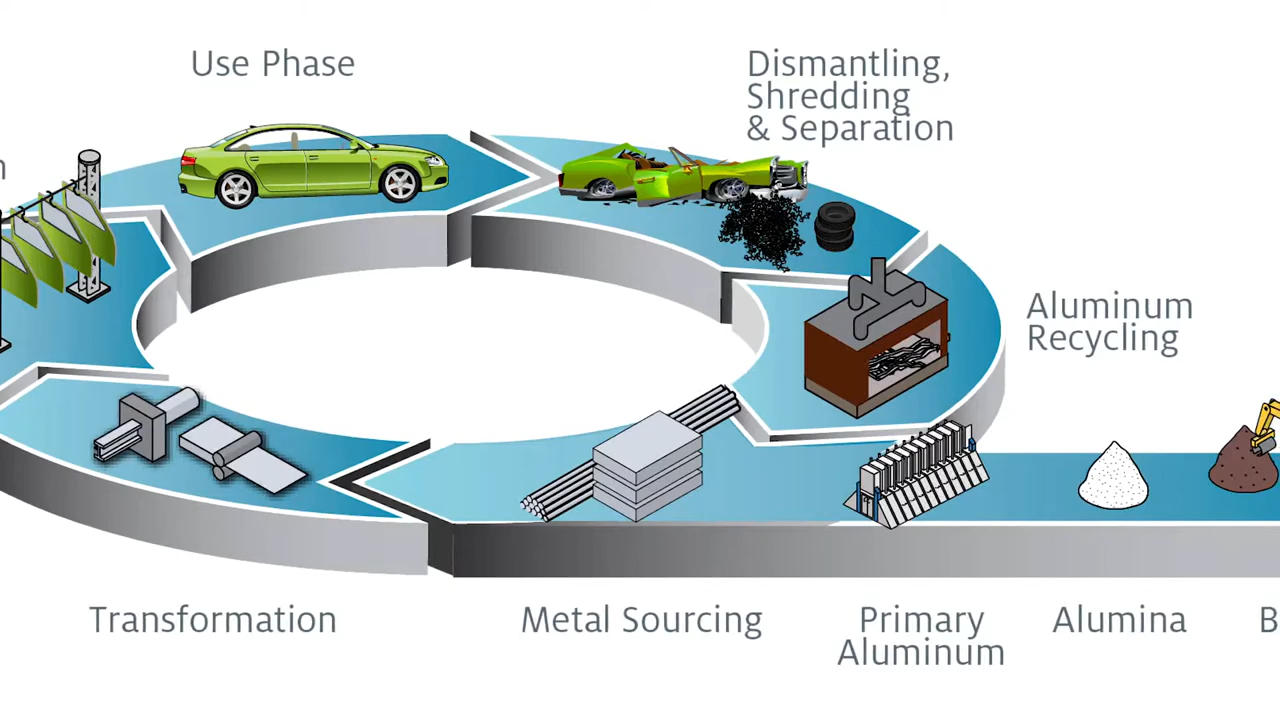 Use Phase
Dismantling,
Shredding
& Separation
Aluminum
Recycling
Transformation
Metal Sourcing
Primary
Aluminum
Alumina